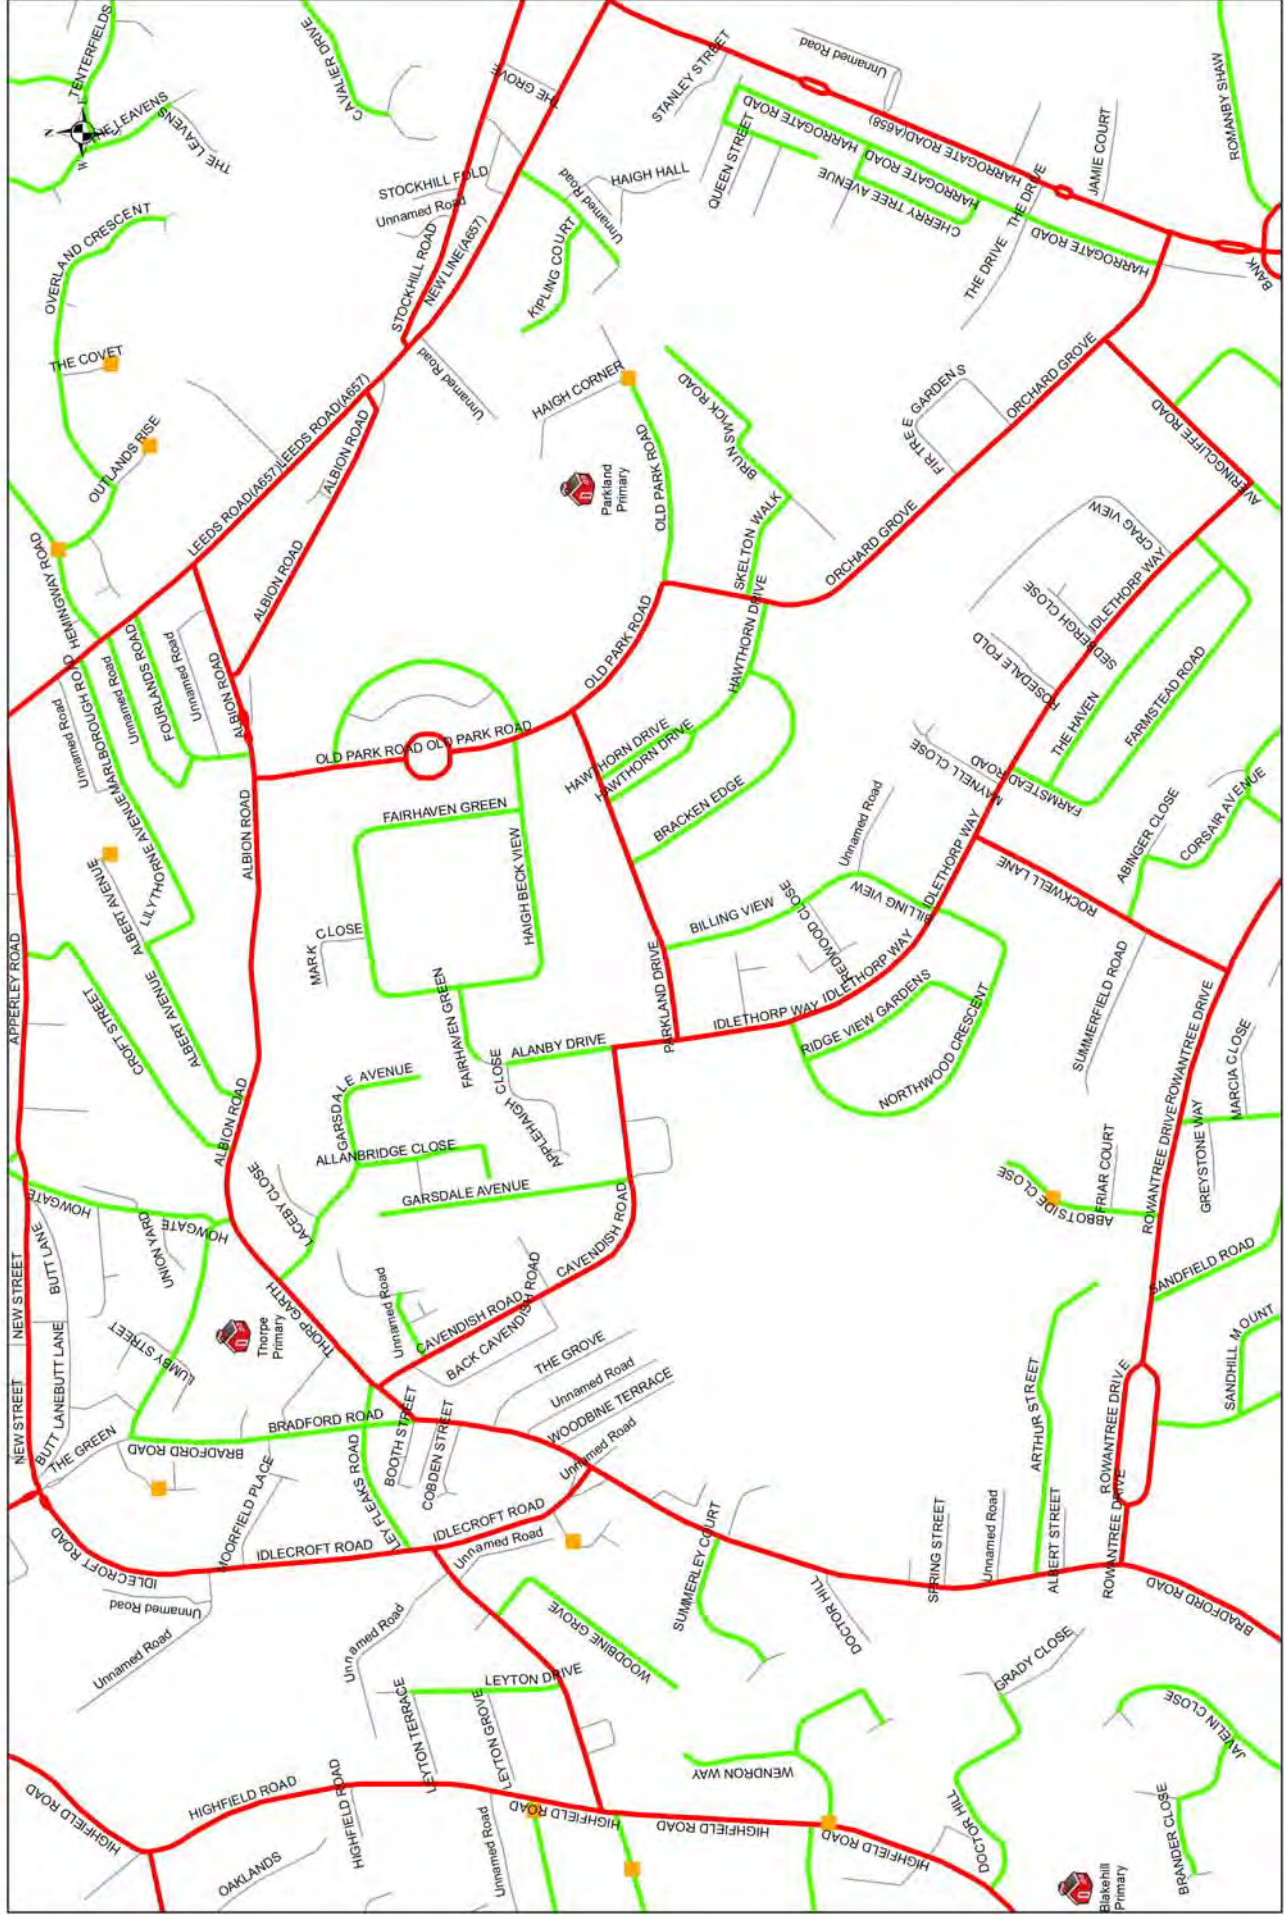 TENTERFIELDS
N
W
THE LEAVENS
THE LEAVENS
CAVALIER DRIVE
THE GROVE
STANLEY STREET
Unnamed Road
HARROGATE ROAD
HARROGATE ROAD
HARROGATE ROAD(A658)
HARROGATE ROAD
HARROGATE ROAD
HARROGATE ROAD
QUEEN STREET
CHERRY TREE AVENUE
JAMIE COURT
ROMANBY SHAW
BANK
THE DRIVE
THE DRIVE
OVERLAND CRESCENT
STOCKHILL FOLD
Unnamed Road
STOCKHILL ROAD
NEW LINE(A657)
Unnamed Road
HAIGH HALL
Unnamed Road
KIPLING COURT
THE COVET
OUTLANDS RISE
LEEDS ROAD(A657)
LEEDS ROAD(A657)
ALBION ROAD
ALBION ROAD
Unnamed Road
HAIGH CORNER
Parkland
Primary
OLD PARK ROAD
BRUNSWICK ROAD
SKELTON WALK
FIR TREE GARDENS
ORCHARD GROVE
ORCHARD GROVE
AVERINGCLIFFE ROAD
CRAG VIEW
HEMINGWAY ROAD
MARLBOROUGH ROAD
Unnamed Road
Unnamed Road
FOURLANDS ROAD
Unnamed Road
ALBION ROAD
OLD PARK ROAD
OLD PARK ROAD
OLD PARK ROAD
HAWTHORN DRIVE
HAWTHORN DRIVE
HAWTHORN DRIVE
BRACKEN EDGE
SEDBERGH CLOSE
IDLETHORP WAY
ROSEDALE FOLD
THE HAVEN
FARMSTEAD ROAD
FARMSTEAD ROAD
MAYWELL CLOSE
LILYTHORNE AVENUE
ALBERT AVENUE
ALBERT AVENUE
ALBION ROAD
FAIRHAVEN GREEN
HAIGH BECK VIEW
MARK CLOSE
BILLING VIEW
BILLING VIEW
Unnamed Road
REDWOOD CLOSE
IDLETHORP WAY
IDLETHORP WAY
IDLETHORP WAY
ROCKWELL LANE
ABINGER CLOSE
CORSAIR AVENUE
APPERLEY ROAD
CROFT STREET
ALBION ROAD
FAIRHAVEN GREEN
ALANBY DRIVE
PARKLAND DRIVE
RIDGE VIEW GARDENS
NORTHWOOD CRESCENT
SUMMERFIELD ROAD
ROWANTREE DRIVE
ROWANTREE DRIVE
MARCIA CLOSE
GREYSTONE WAY
GARSDALE AVENUE
ALLANBRIDGE CLOSE
APPLEHAIGH CLOSE
GARSDALE AVENUE
LACEBY CLOSE
HOWGATE
HOWGATE
BUTT LANE
UNION YARD
NEW STREET
NEW STREET
BUTT LANE
BUTT LANE
LUMBY STREET
Thorpe
Primary
THORP GARTH
CAVENDISH ROAD
CAVENDISH ROAD
BACK CAVENDISH ROAD
Unnamed Road
THE GROVE
Unnamed Road
WOODBINE TERRACE
Unnamed Road
ABBOTSIDE CLOSE
FRIAR COURT
SANDFIELD ROAD
SANDHILL MOUNT
ARTHUR STREET
ROWANTREE DRIVE
ROWANTREE DRIVE
THE GREEN
BRADFORD ROAD
BRADFORD ROAD
BOOTH STREET
COBDEN STREET
LEY FLEAKS ROAD
MOORFIELD PLACE
IDLECROFT ROAD
IDLECROFT ROAD
IDLECROFT ROAD
Unnamed Road
Unnamed Road
Unnamed Road
Unnamed Road
SUMMERLEY COURT
SPRING STREET
Unnamed Road
ALBERT STREET
ROWANTREE DRIVE
BRADFORD ROAD
DOCTOR HILL
WOODBINE GROVE
LEYTON DRIVE
LEYTON TERRACE
LEYTON GROVE
GRADY CLOSE
JAVELIN CLOSE
BRANDER CLOSE
WENDRON WAY
HIGHFIELD ROAD
HIGHFIELD ROAD
HIGHFIELD ROAD
HIGHFIELD ROAD
HIGHFIELD ROAD
HIGHFIELD ROAD
OAKLANDS
Unnamed Road
DOCTOR HILL
Blakehill
Primary